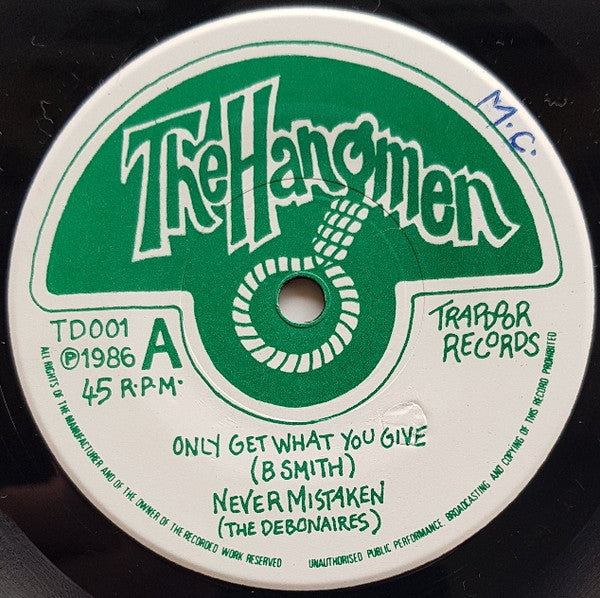 The Hangmen
M.C.
TD001
℗1986 A
45 R.P.M.
TRAPDOOR
RECORDS
ONLY GET WHAT YOU GIVE
(B SMITH)
NEVER MISTAKEN
(THE DEBONAIRES)
ALL RIGHTS OF THE MANUFACTURER AND OF THE OWNER OF THE RECORDED WORK RESERVED
UNAUTHORISED PUBLIC PERFORMANCE. BROADCASTING AND COPYING OF THIS RECORD PROHIBITED